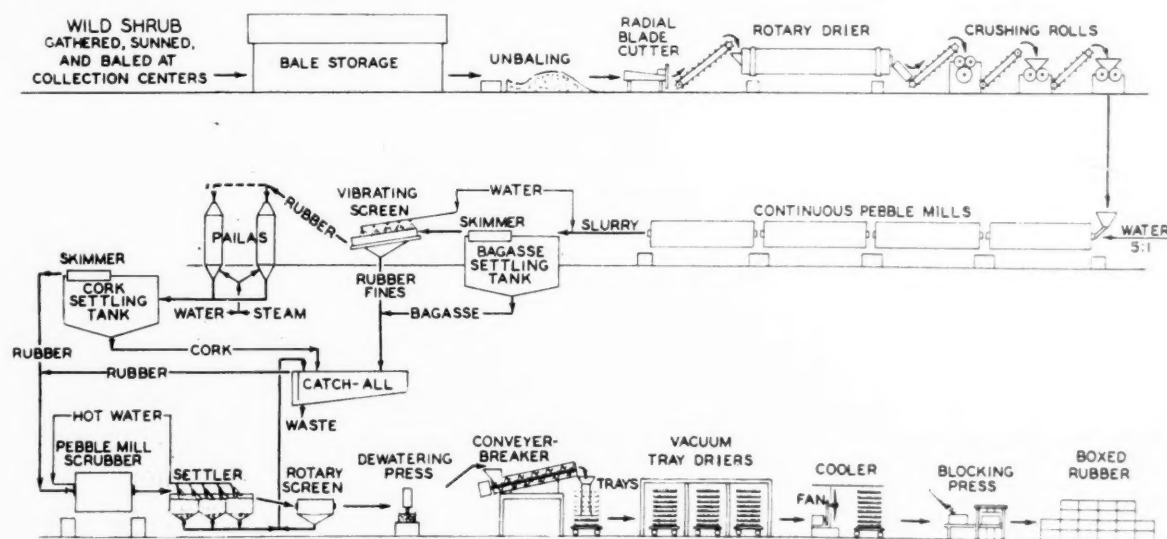 WILD SHRUB
GATHERED, SUNNED,
AND BALED AT
COLLECTION CENTERS
BALE STORAGE
UNBALING
RADIAL
BLADE
CUTTER
ROTARY DRIER
CRUSHING ROLLS
WATER
VIBRATING
SCREEN
RUBBER
PAILAS
SKIMMER
BAGASSE
SETTLING
TANK
SLURRY
CONTINUOUS PEBBLE MILLS
WATER
5:1
SKIMMER
CORK
SETTLING
TANK
WATER
STEAM
RUBBER
FINES
BAGASSE
RUBBER
CORK
RUBBER
CATCH-ALL
WASTE
HOT WATER
PEBBLE MILL
SCRUBBER
SETTLER
ROTARY
SCREEN
DEWATERING
PRESS
CONVEYER-
BREAKER
TRAYS
VACUUM
TRAY DRIERS
COOLER
FAN
BLOCKING
PRESS
BOXED
RUBBER